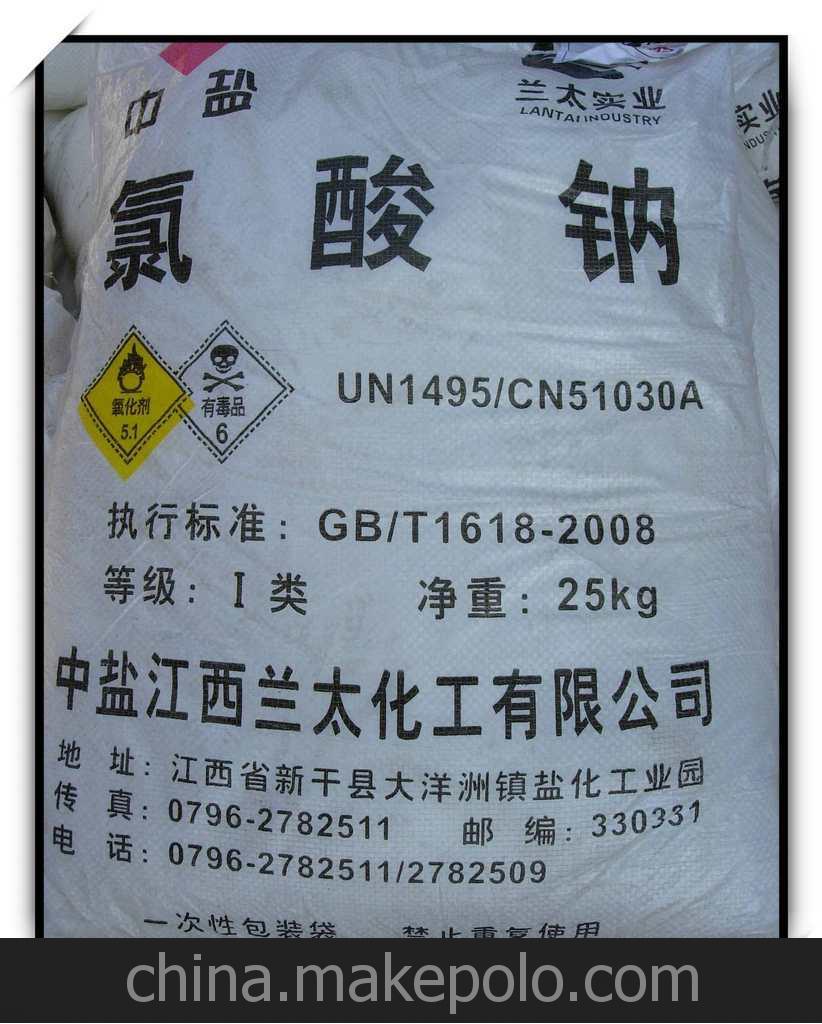 中盐
兰太实业
LANTAI INDUSTRY
实业
氯酸钠
氧化剂
5.1
有毒品
6
UN1495/CN51030A
执行标准：GB/T1618-2008
等级：I类 净重：25kg
中盐江西兰太化工有限公司
地 址：江西省新干县大洋洲镇盐化工业园
传 真：0796-2782511 邮 编：330331
电 话：0796-2782511/2782509
一次性包装袋 禁止重复使用
china.makepolo.com